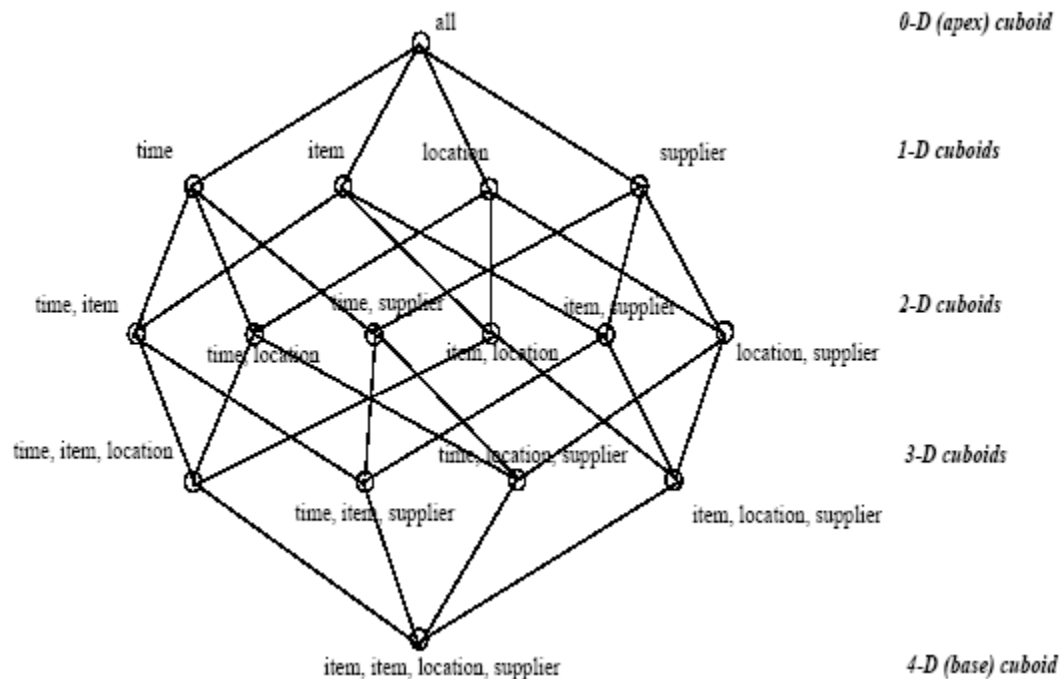 all
0-D (apex) cuboid
time
item
location
supplier
1-D cuboids
time, item
time, location
time, supplier
item, location
item, supplier
location, supplier
2-D cuboids
time, item, location
time, item, supplier
time, location, supplier
item, location, supplier
3-D cuboids
item, item, location, supplier
4-D (base) cuboid